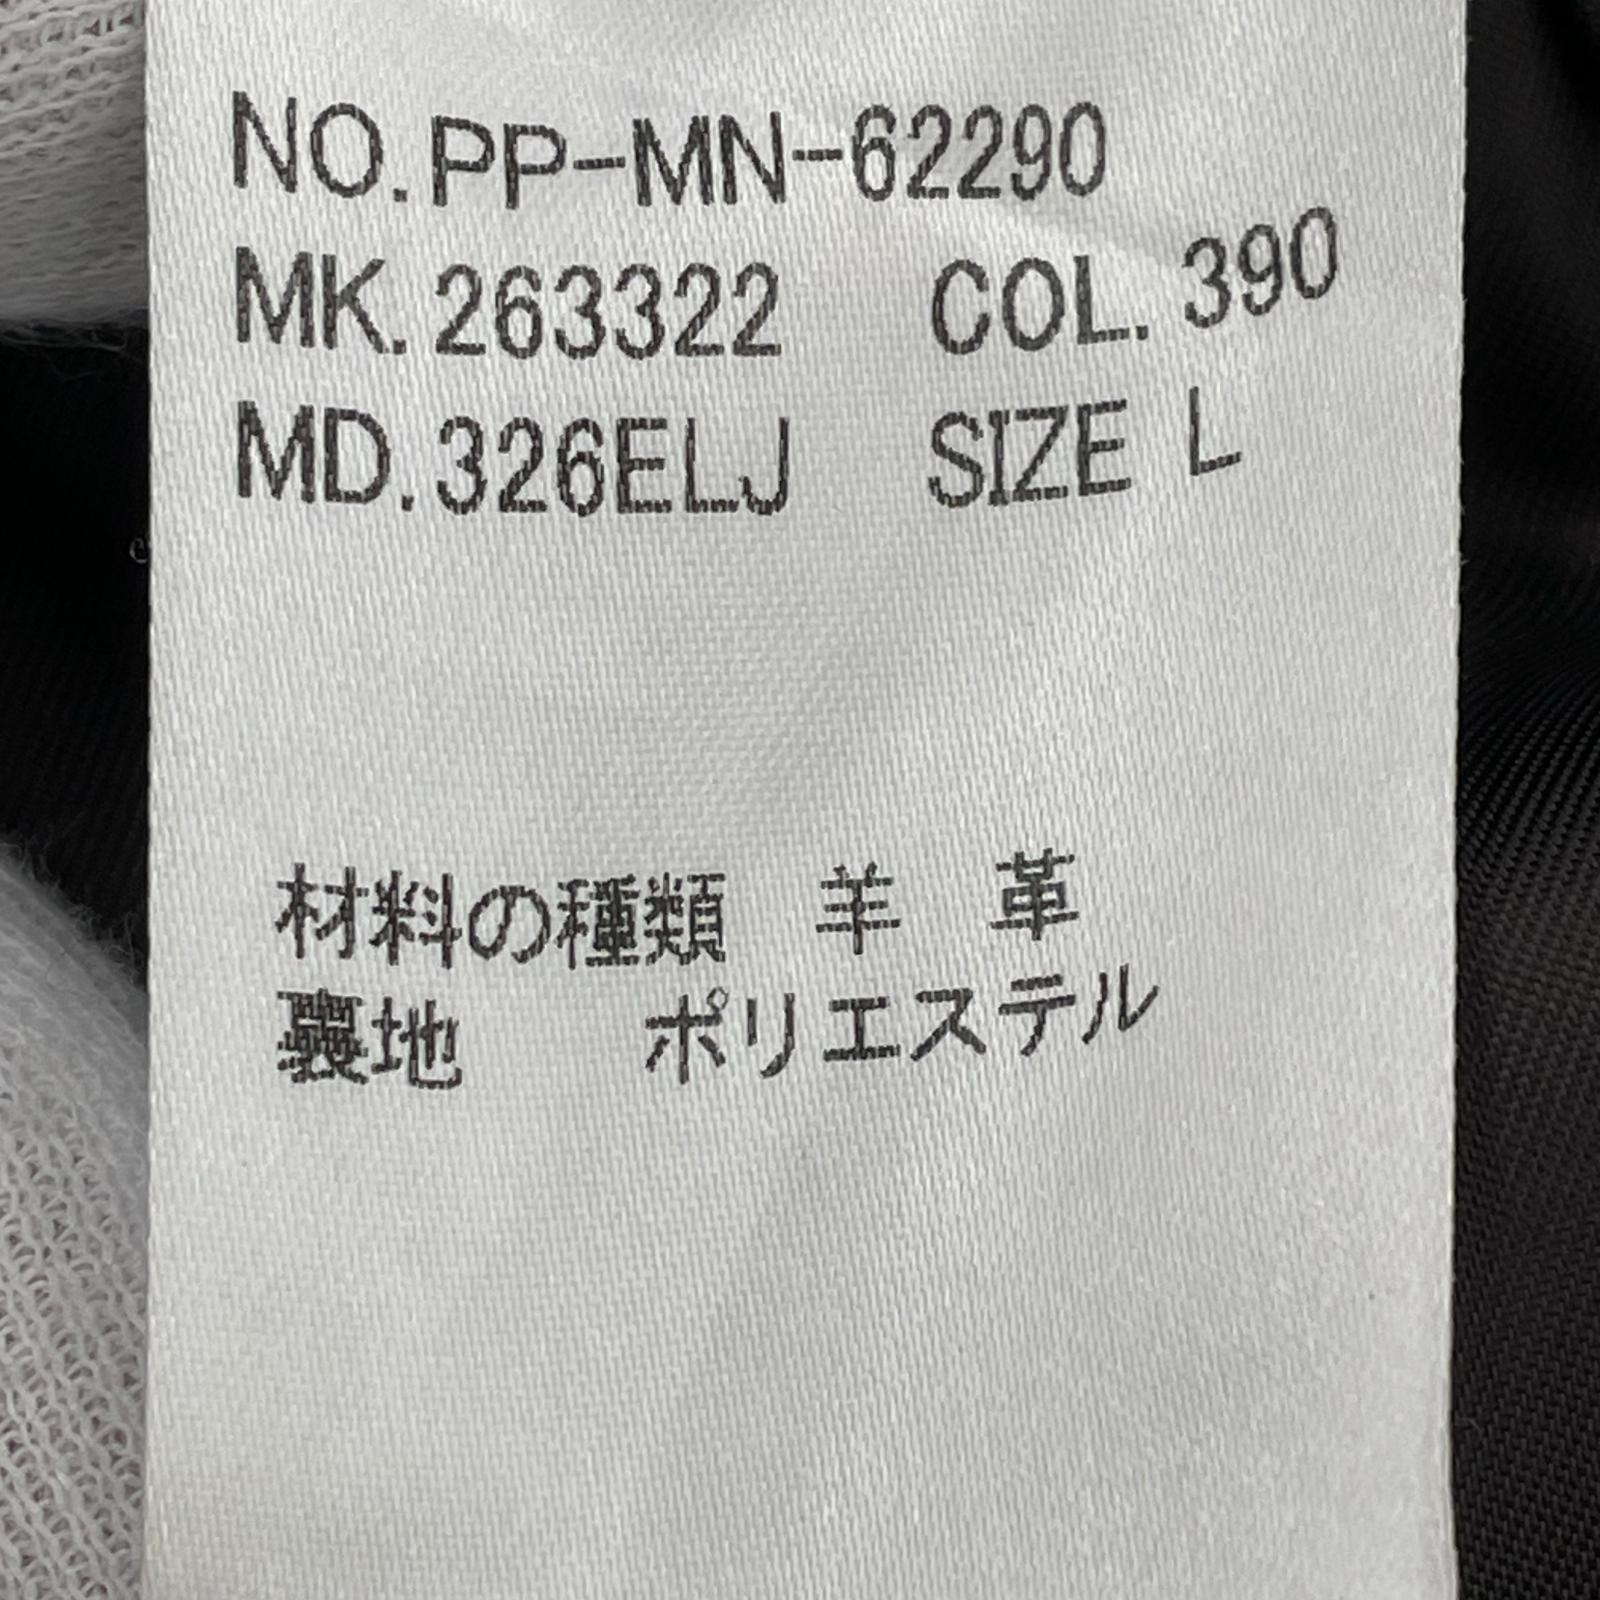 NO.PP-MN-62290
MK.263322 COL.390
MD.326ELJ SIZE L
材料の種類 羊 革
裏地 ポリエステル